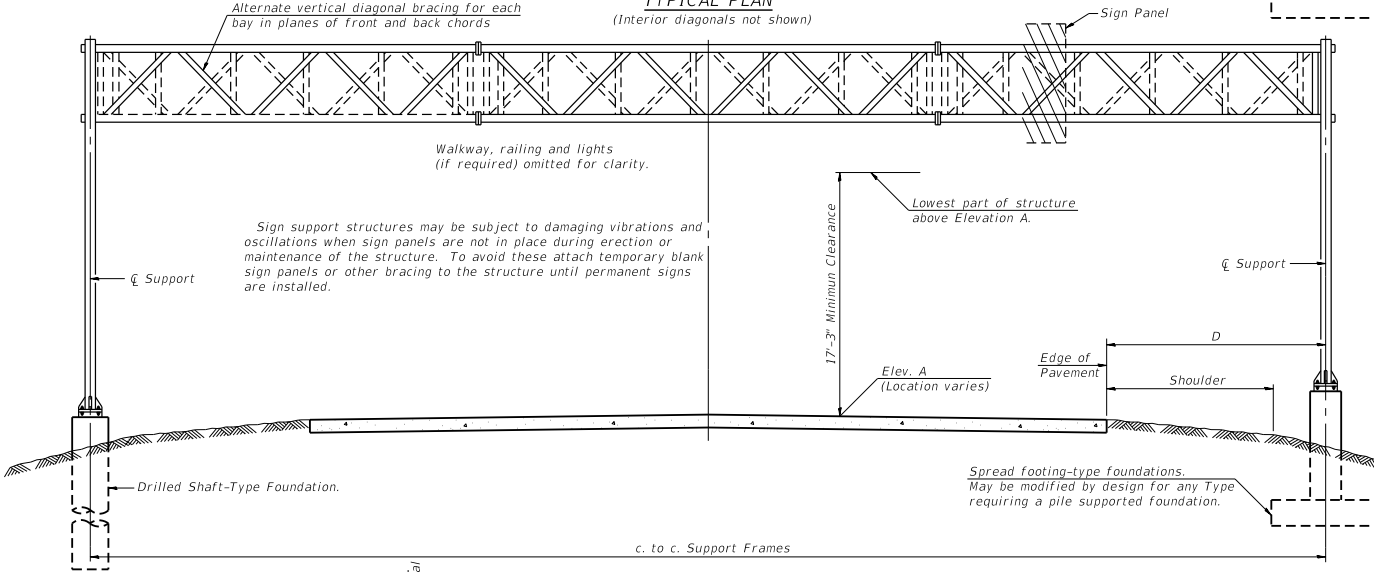 TYPICAL PLAN
(Interior diagonals not shown)
Alternate vertical diagonal bracing for each
bay in planes of front and back chords
Sign Panel
Walkway, railing and lights
(if required) omitted for clarity.
Lowest part of structure
above Elevation A.
Sign support structures may be subject to damaging vibrations and
oscillations when sign panels are not in place during erection or
maintenance of the structure. To avoid these attach temporary blank
sign panels or other bracing to the structure until permanent signs
are installed.
℄ Support
℄ Support
17'-3" Minimun Clearance
D
Edge of
Pavement
Shoulder
Elev. A
(Location varies)
Drilled Shaft-Type Foundation.
Spread footing-type foundations.
May be modified by design for any Type
requiring a pile supported foundation.
c. to c. Support Frames